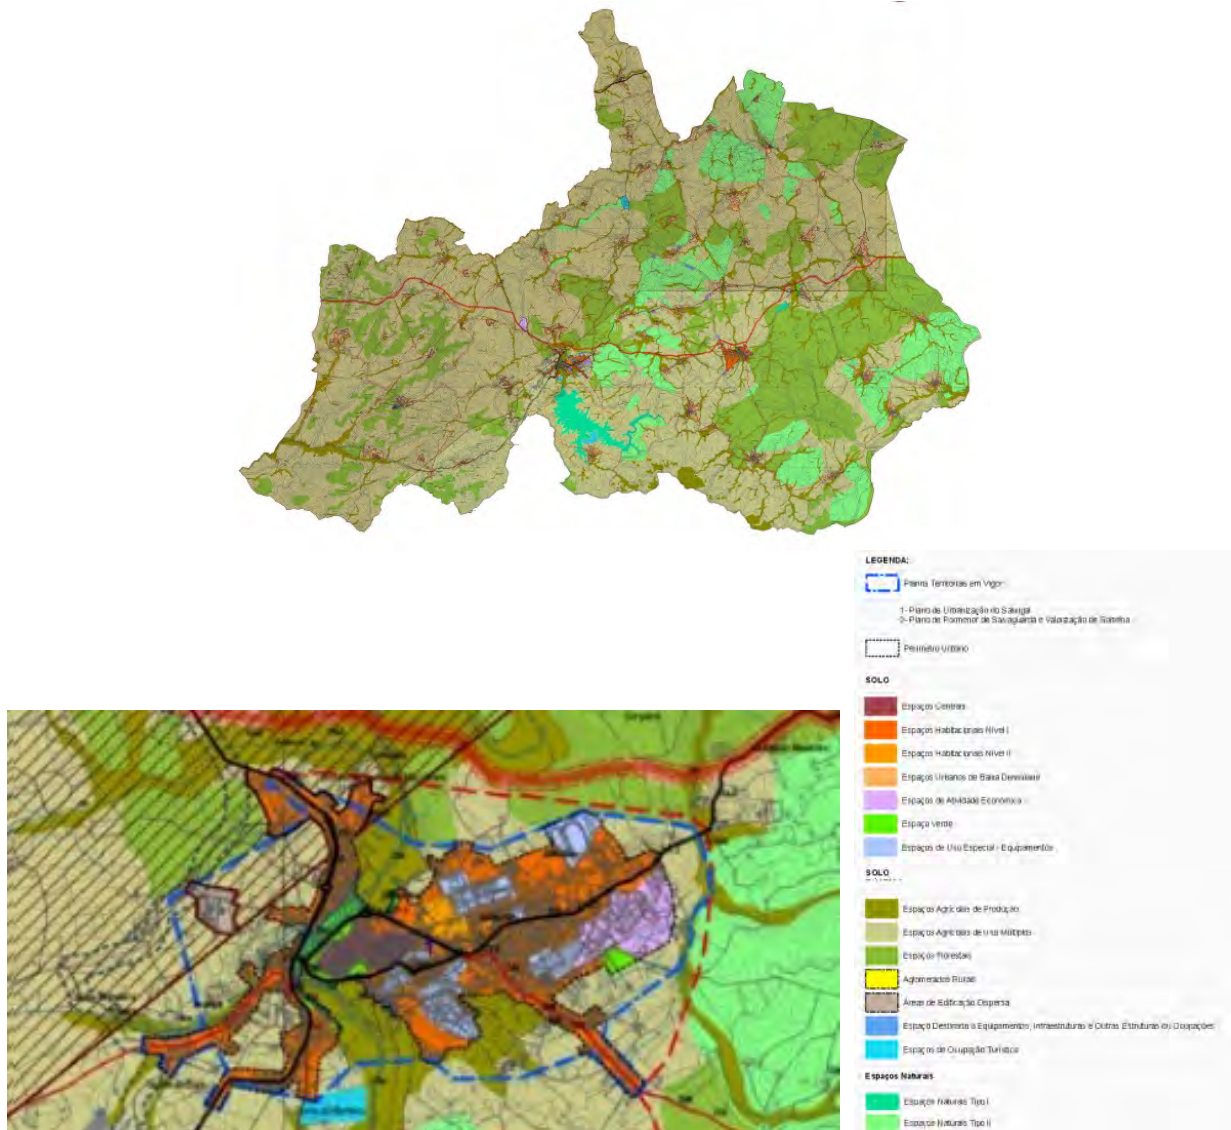 LEGENDA:
Planos Territoriais em Vigor
1- Plano de Urbanização do Sabugal
2- Plano de Pormenor de Salvaguarda e Valorização de Sortelha
Perímetro Urbano
SOLO
Espaços Centrais
Espaços Habitacionais Nível I
Espaços Habitacionais Nível II
Espaços Urbanos de Baixa Densidade
Espaços de Atividade Económica
Espaço Verde
Espaços de Uso Especial - Equipamentos
SOLO
Espaços Agrícolas de Produção
Espaços Agrícolas de Uso Múltiplo
Espaços Florestais
Aglomerados Rurais
Áreas de Edificação Dispersa
Espaço Destinado a Equipamentos, Infraestruturas e Outras Estruturas ou Ocupações
Espaços de Ocupação Turística
Espaços Naturais
Espaços Naturais Tipo I
Espaços Naturais Tipo II